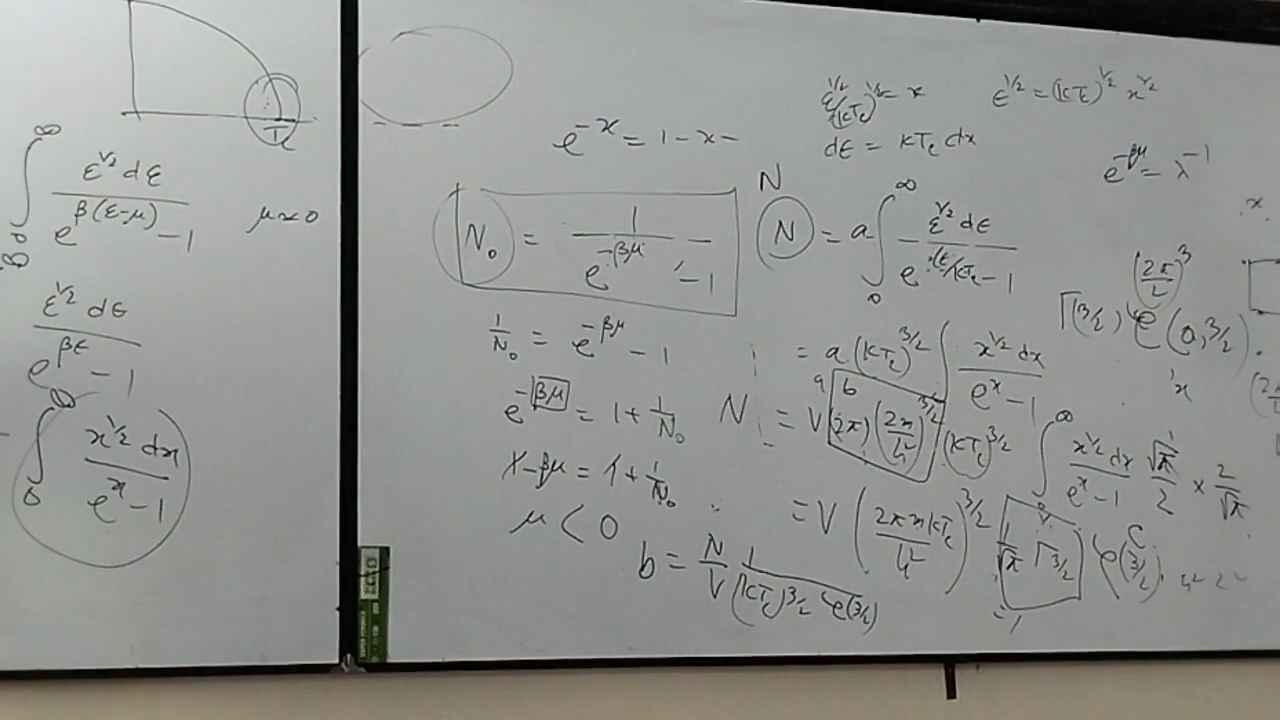 T_c
∫_0^∞ ε^{1/2} dε / (e^{β(ε-μ)} - 1)    μ≈0
ε^{1/2} dε / (e^{βε} - 1)
∫_0^∞ x^{1/2} dx / (e^x - 1)
e^{-x} = 1 - x -
N_0 = 1 / (e^{-βμ} - 1)
1/N_0 = e^{-βμ} - 1
e^{-βμ} = 1 + 1/N_0
1 - βμ = 1 + 1/N_0
μ < 0
b = N/V 1/((kT_c)^{3/2} ζ(3/2))
ε^{1/2}/(kT_c)^{1/2} = x    ε^{1/2} = (kT_c)^{1/2} x^{1/2}
dε = kT_c dx
e^{-βμ} = λ^{-1}
N
N = a ∫_0^∞ ε^{1/2} dε / (e^{ε/kT_c} - 1)
(2π/L)^3
Γ(3/2) ζ(a, 3/2)
= a (kT_c)^{3/2} ∫ x^{1/2} dx / (e^x - 1)
a b
N = V (2π) (2m/h^2)^{3/2} (kT_c)^{3/2} ∫_0^∞ x^{1/2} dx / (e^x - 1) √π/2 × 2/√π
= V (2πmkT_c / h^2)^{3/2} 1/√π Γ3/2 ζ(3/2)
= 1